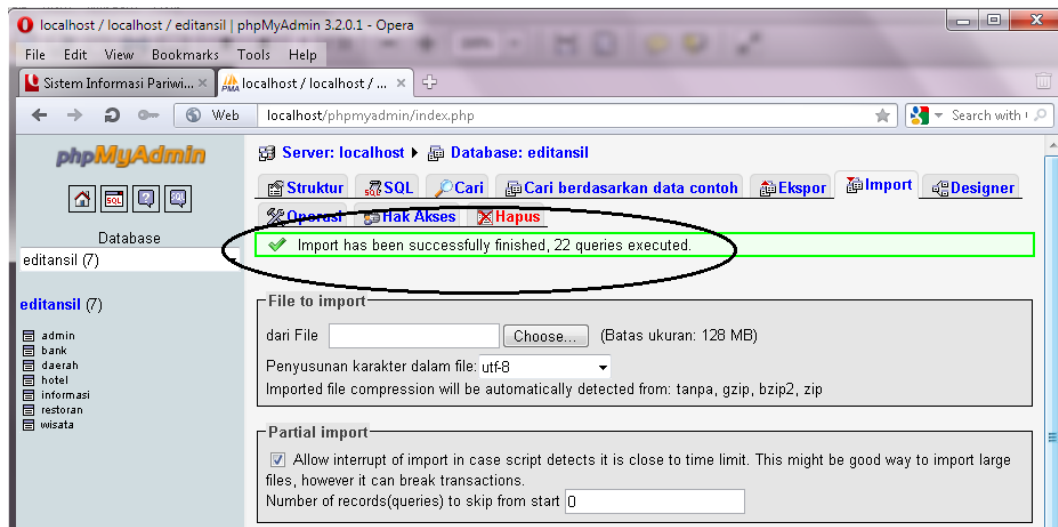 localhost / localhost / editansil | phpMyAdmin 3.2.0.1 - Opera
File Edit View Bookmarks Tools Help
Sistem Informasi Pariwi... localhost / localhost / ...
Web localhost/phpmyadmin/index.php Search with
phpMyAdmin
Server: localhost Database: editansil
Struktur SQL Cari Cari berdasarkan data contoh Ekspor Import Designer
Operasi Hak Akses Hapus
Database
editansil (7)
Import has been successfully finished, 22 queries executed.
editansil (7)
admin
bank
daerah
hotel
informasi
restoran
wisata
File to import
dari File Choose... (Batas ukuran: 128 MB)
Penyusunan karakter dalam file: utf-8
Imported file compression will be automatically detected from: tanpa, gzip, bzip2, zip
Partial import
Allow interrupt of import in case script detects it is close to time limit. This might be good way to import large
files, however it can break transactions.
Number of records(queries) to skip from start 0